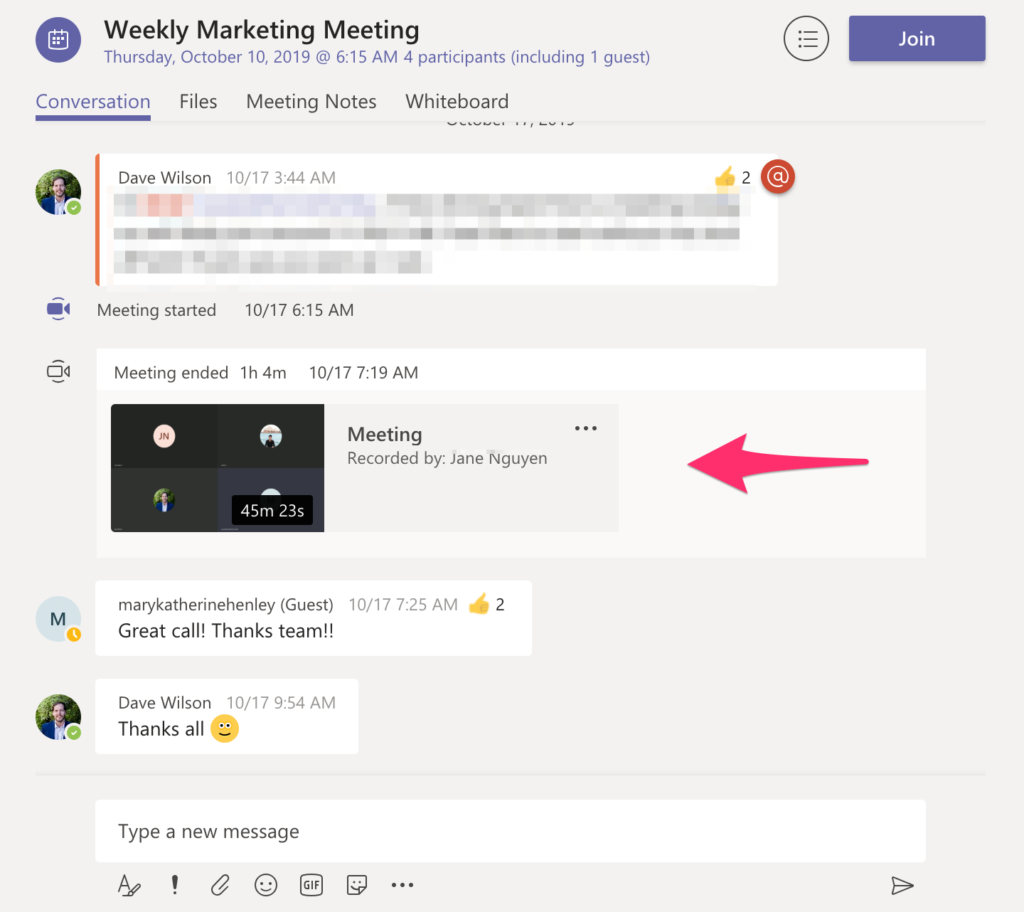 Weekly Marketing Meeting
Thursday, October 10, 2019 @ 6:15 AM 4 participants (including 1 guest)
Join
Conversation Files Meeting Notes Whiteboard
October 17, 2019
Dave Wilson 10/17 3:44 AM 👍 2 @
Meeting started 10/17 6:15 AM
Meeting ended 1h 4m 10/17 7:19 AM
JN
45m 23s
Meeting
Recorded by: Jane Nguyen
M
marykatherinehenley (Guest) 10/17 7:25 AM 👍 2
Great call! Thanks team!!
Dave Wilson 10/17 9:54 AM
Thanks all 🙂
Type a new message
GIF